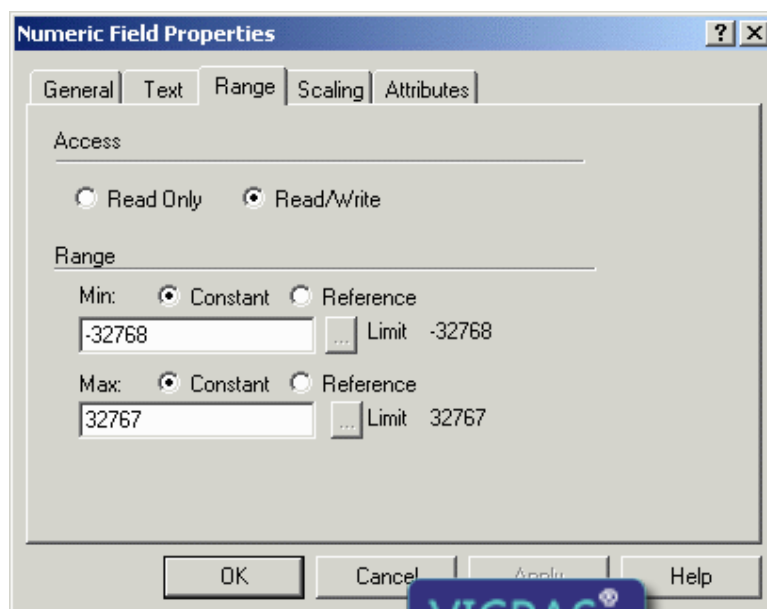 Numeric Field Properties
General Text Range Scaling Attributes
Access
Read Only Read/Write
Range
Min: Constant Reference
-32768 ... Limit -32768
Max: Constant Reference
32767 ... Limit 32767
OK Cancel Apply Help